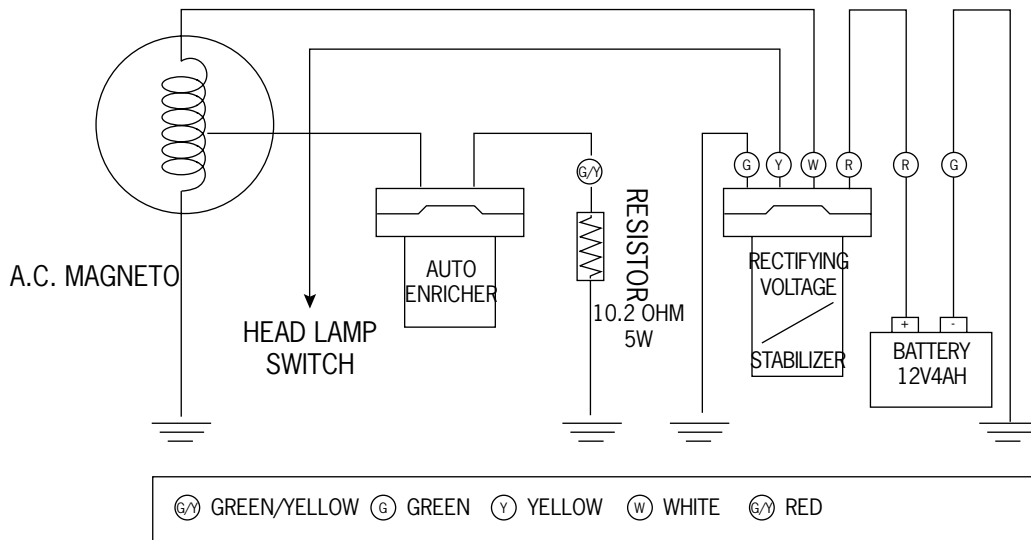 G
Y
W
R
R
G
G/Y
RESISTOR
10.2 OHM
5W
A.C. MAGNETO
AUTO
ENRICHER
RECTIFYING
VOLTAGE
STABILIZER
HEAD LAMP
SWITCH
+
-
BATTERY
12V4AH
G/Y GREEN/YELLOW G GREEN Y YELLOW W WHITE G/Y RED